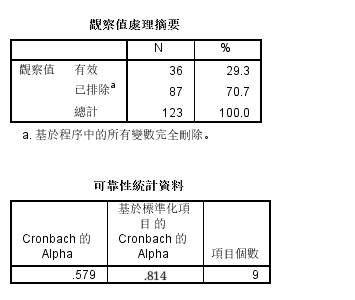 觀察值處理摘要
N %
觀察值 有效 36 29.3
已排除a 87 70.7
總計 123 100.0
a. 基於程序中的所有變數完全刪除。
可靠性統計資料
Cronbach 的 Alpha 基於標準化項目的 Cronbach 的 Alpha 項目個數
.579 .814 9